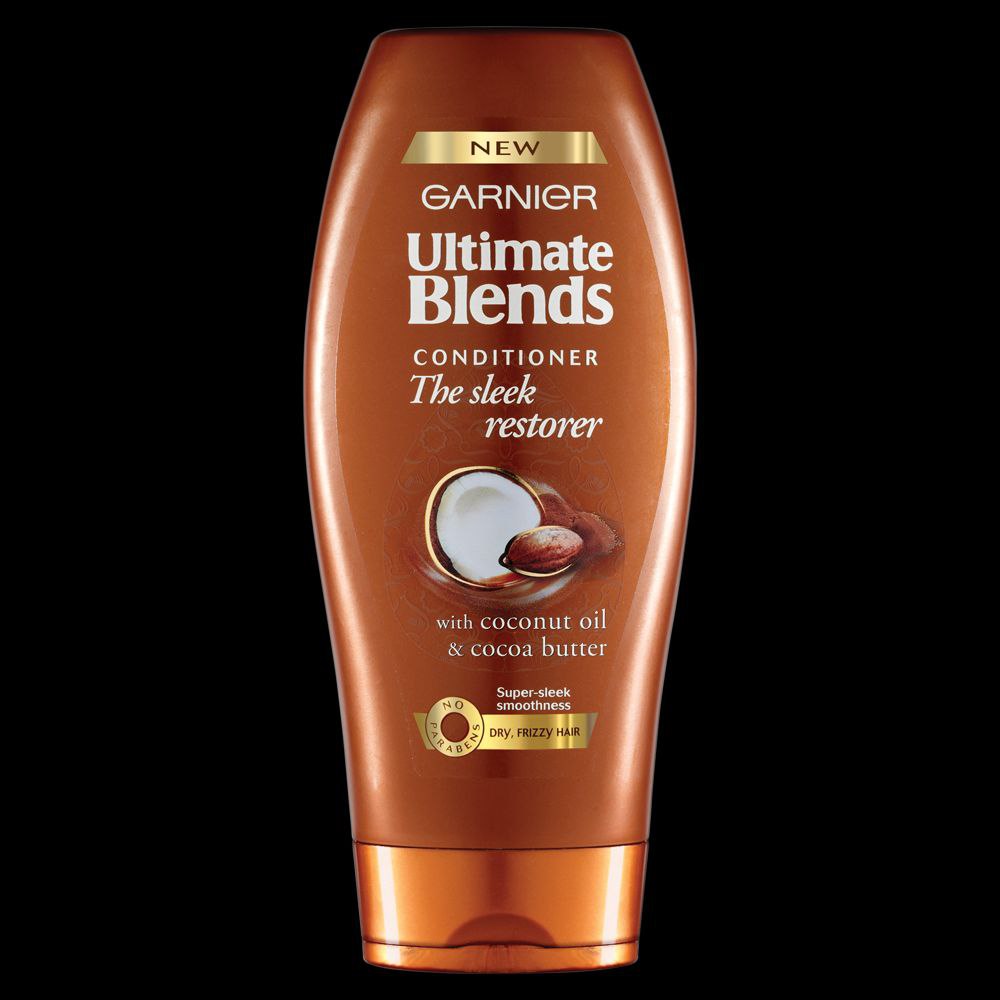 NEW
GARNIER
Ultimate
Blends
CONDITIONER
The sleek
restorer
with coconut oil
& cocoa butter
Super-sleek
smoothness
NO PARABENS
DRY, FRIZZY HAIR